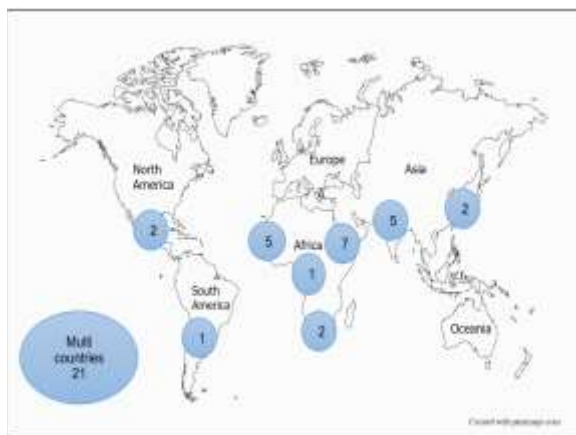 North
America
Europe
Asia
2
5
Africa
7
5
2
1
South
America
1
2
Oceania
Multi
countries
21